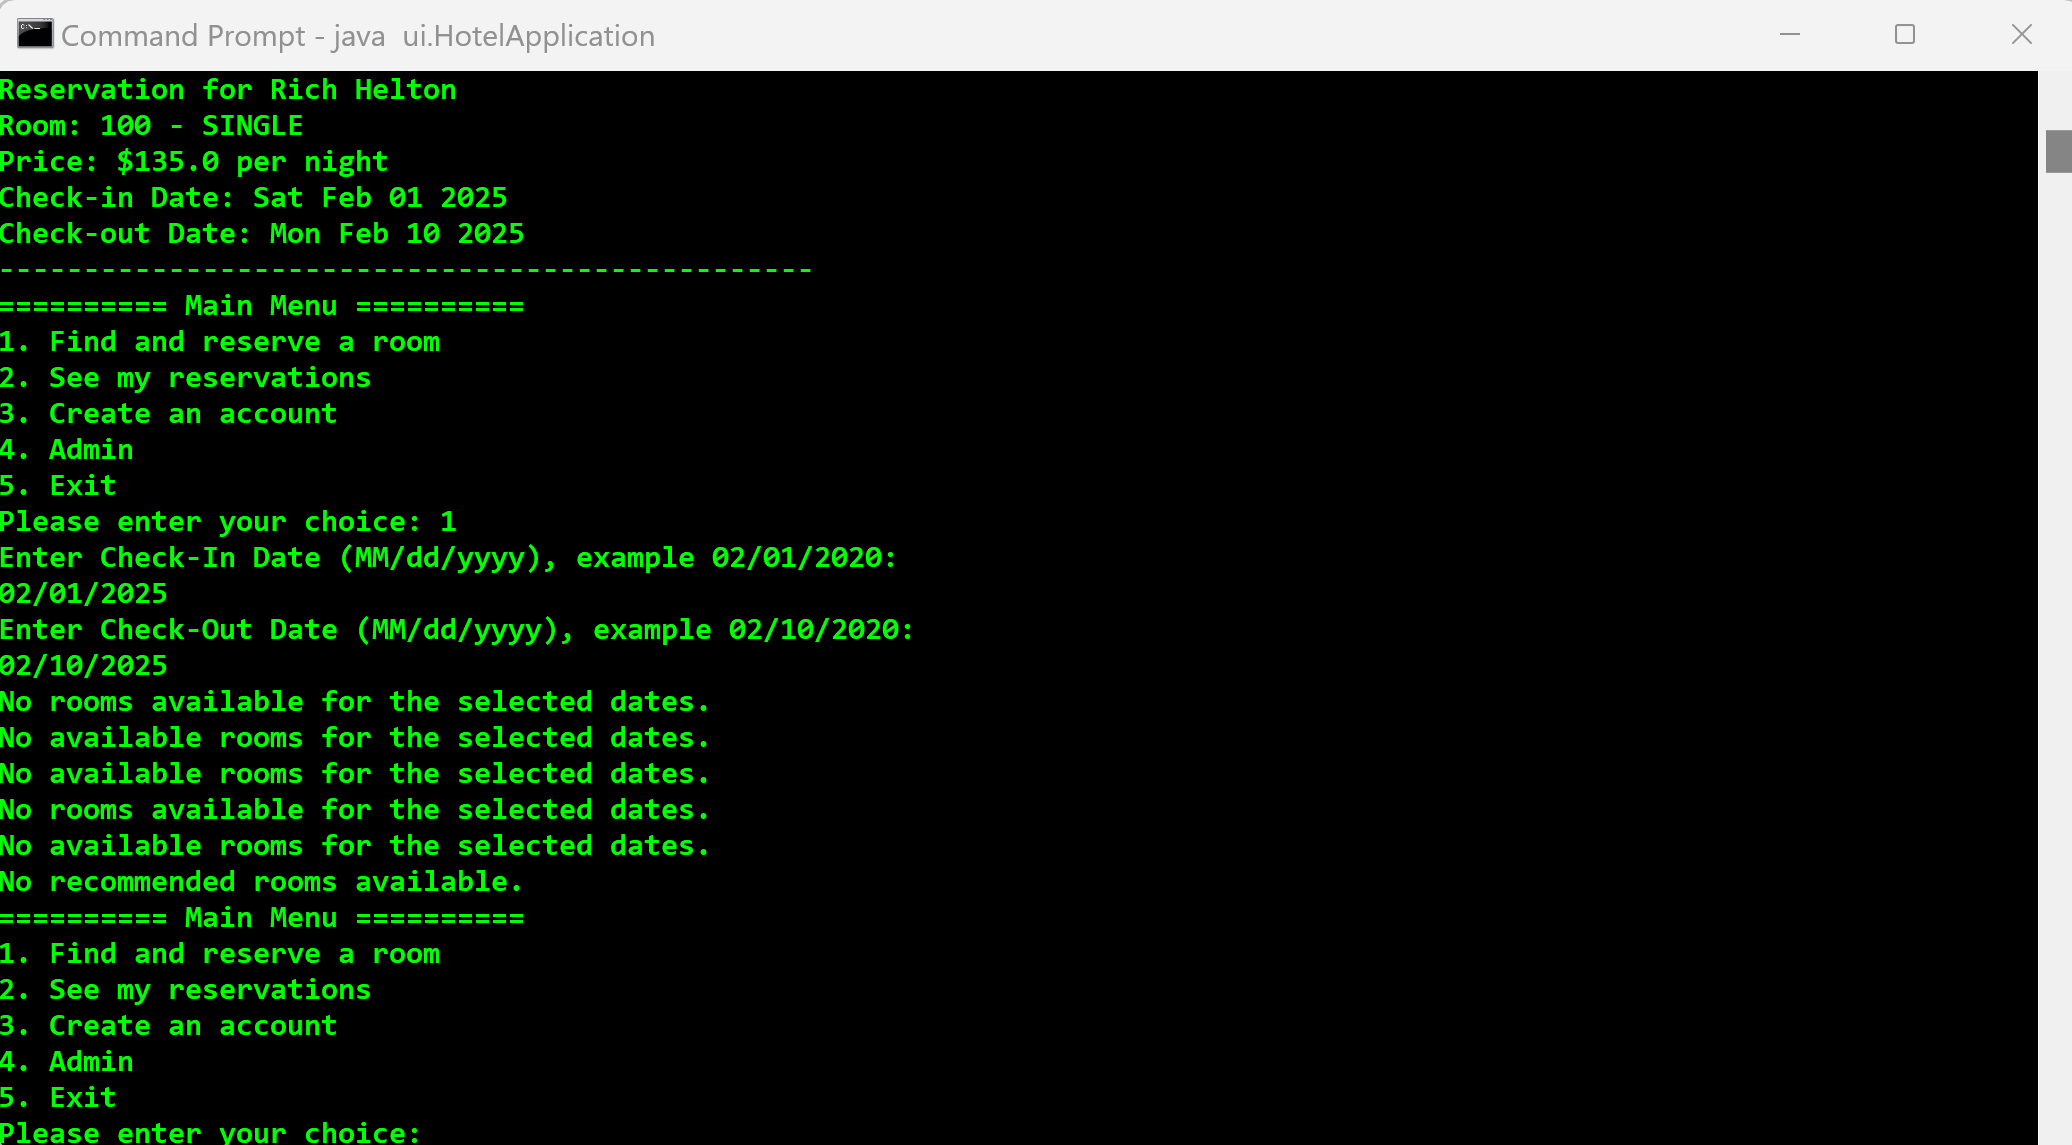 Command Prompt - java  ui.HotelApplication
Reservation for Rich Helton
Room: 100 - SINGLE
Price: $135.0 per night
Check-in Date: Sat Feb 01 2025
Check-out Date: Mon Feb 10 2025
------------------------------------------------
========== Main Menu ==========
1. Find and reserve a room
2. See my reservations
3. Create an account
4. Admin
5. Exit
Please enter your choice: 1
Enter Check-In Date (MM/dd/yyyy), example 02/01/2020:
02/01/2025
Enter Check-Out Date (MM/dd/yyyy), example 02/10/2020:
02/10/2025
No rooms available for the selected dates.
No available rooms for the selected dates.
No available rooms for the selected dates.
No rooms available for the selected dates.
No available rooms for the selected dates.
No recommended rooms available.
========== Main Menu ==========
1. Find and reserve a room
2. See my reservations
3. Create an account
4. Admin
5. Exit
Please enter your choice: